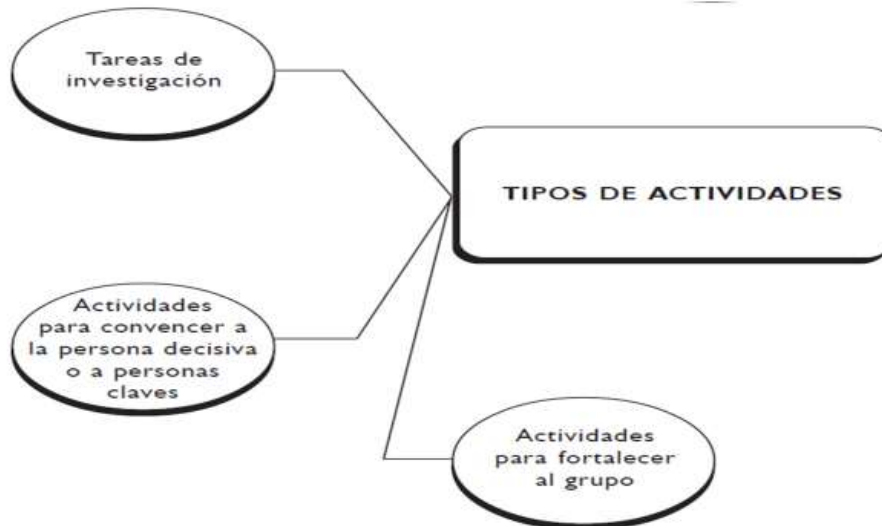 Tareas de
investigación
TIPOS DE ACTIVIDADES
Actividades
para convencer a
la persona decisiva
o a personas
claves
Actividades
para fortalecer
al grupo